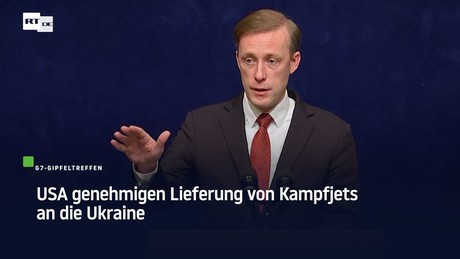 RT
DE
G7-GIPFELTREFFEN
USA genehmigen Lieferung von Kampfjets
an die Ukraine